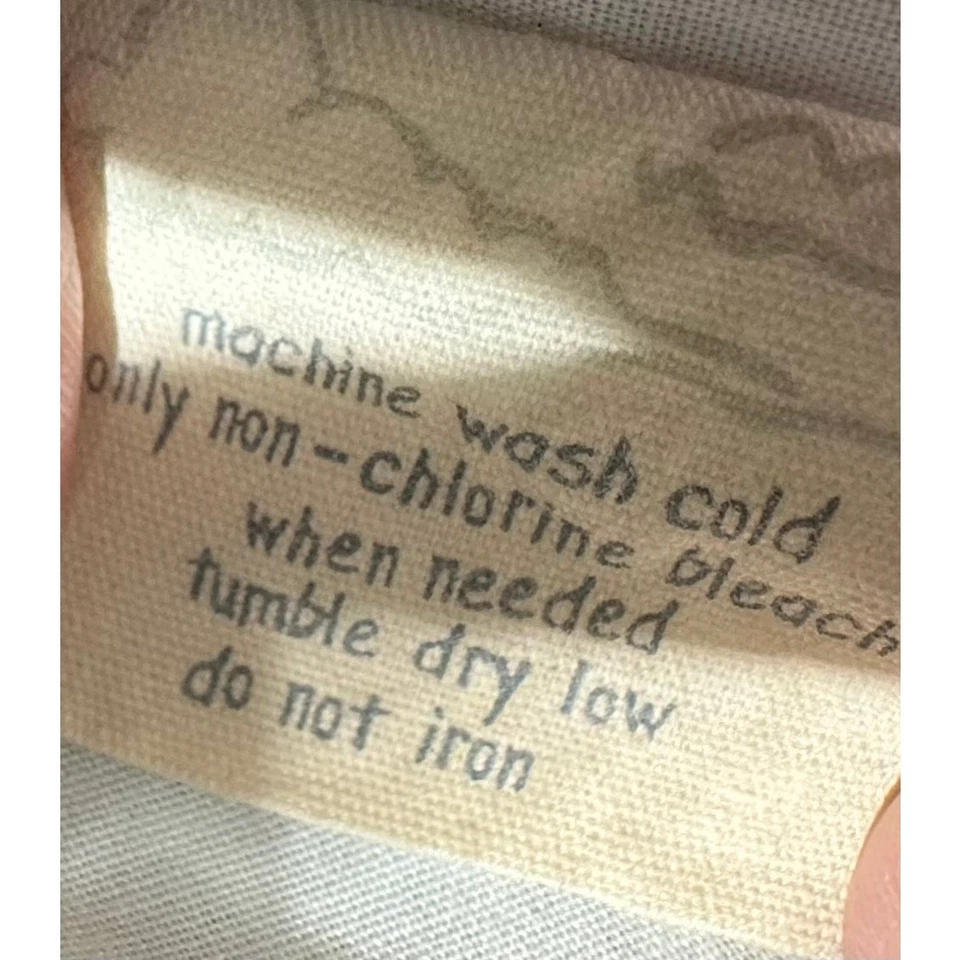 machine wash cold
only non-chlorine bleach
when needed
tumble dry low
do not iron